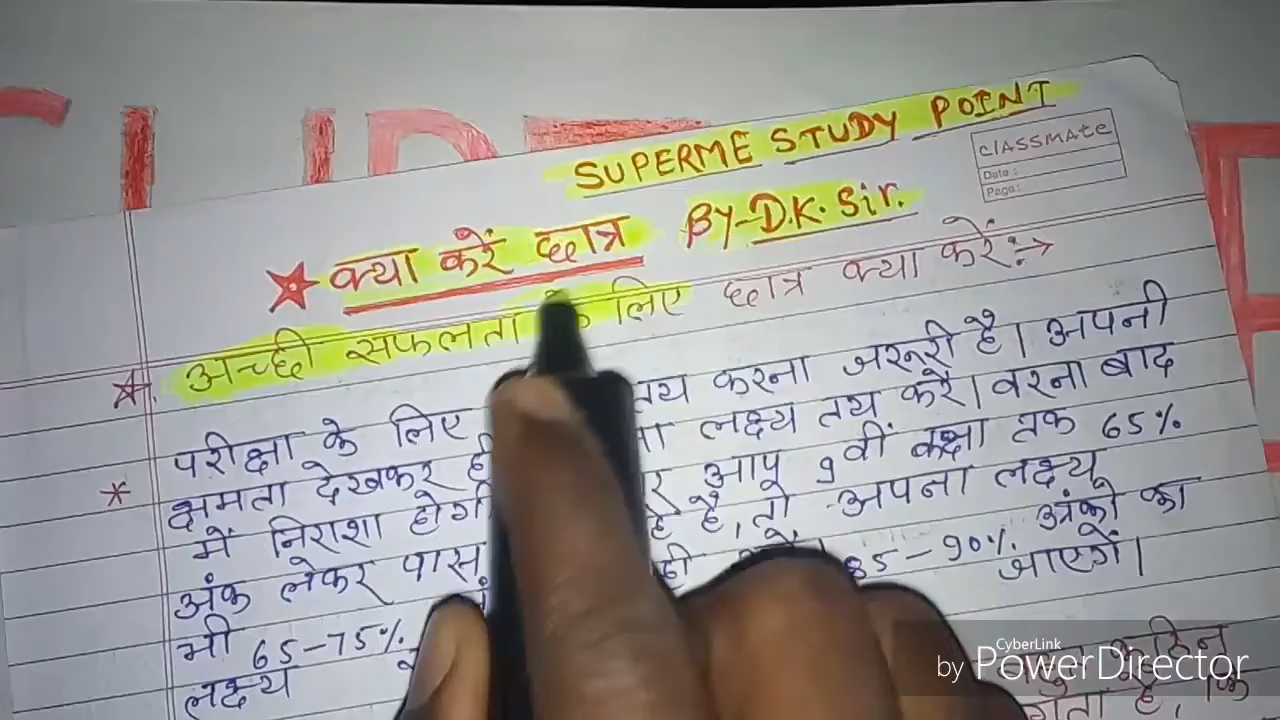 SUPERME STUDY POINT
CLASSMATE
Date :
Page:
क्या करें छात्र BY-D.K. Sir.
अच्छी सफलता के लिए छात्र क्या करें:→
परीक्षा के लिए तय करना जरूरी है। अपनी
क्षमता देखकर ही लक्ष्य तय करें। वरना बाद
में निराशा होगी आप 9वीं कक्षा तक 65%
अंक लेकर पास है, तो अपना लक्ष्य
भी 65-75% 85-90% अंको का
लक्ष्य जाएगें।
CyberLink
by PowerDirector